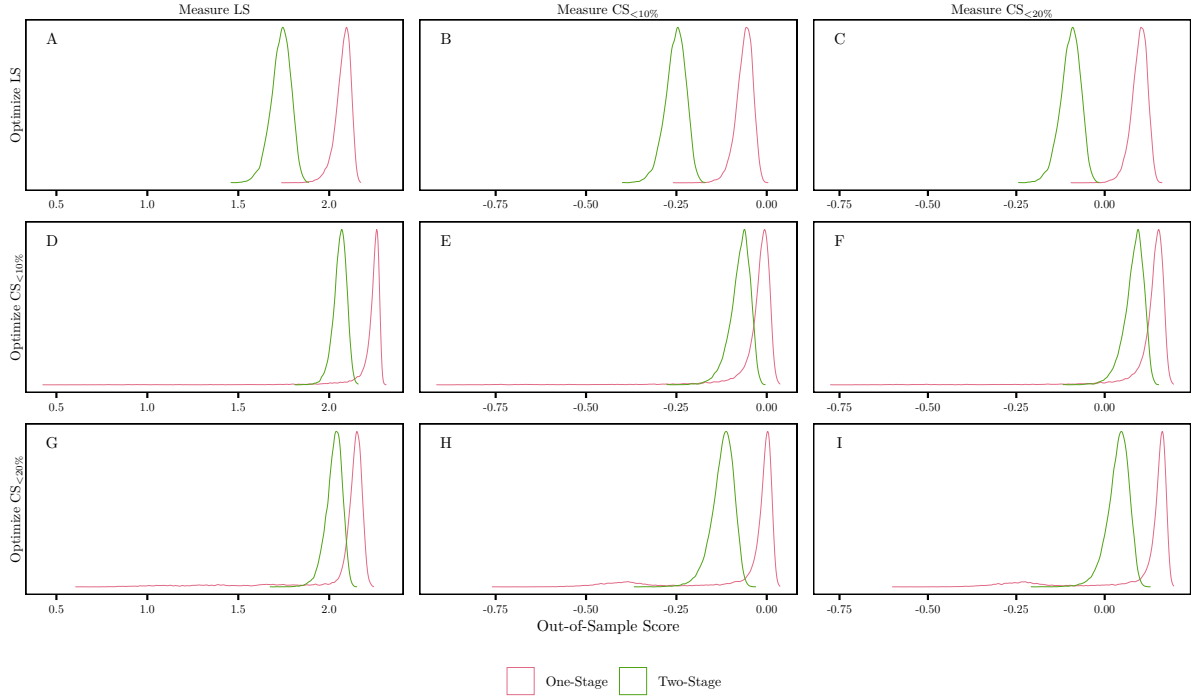 Measure LS
Measure CS<10%
Measure CS<20%
Optimize LS
A
B
C
0.5 1.0 1.5 2.0
-0.75 -0.50 -0.25 0.00
-0.75 -0.50 -0.25 0.00
Optimize CS<10%
D
E
F
0.5 1.0 1.5 2.0
-0.75 -0.50 -0.25 0.00
-0.75 -0.50 -0.25 0.00
Optimize CS<20%
G
H
I
0.5 1.0 1.5 2.0
-0.75 -0.50 -0.25 0.00
-0.75 -0.50 -0.25 0.00
Out-of-Sample Score
One-Stage Two-Stage